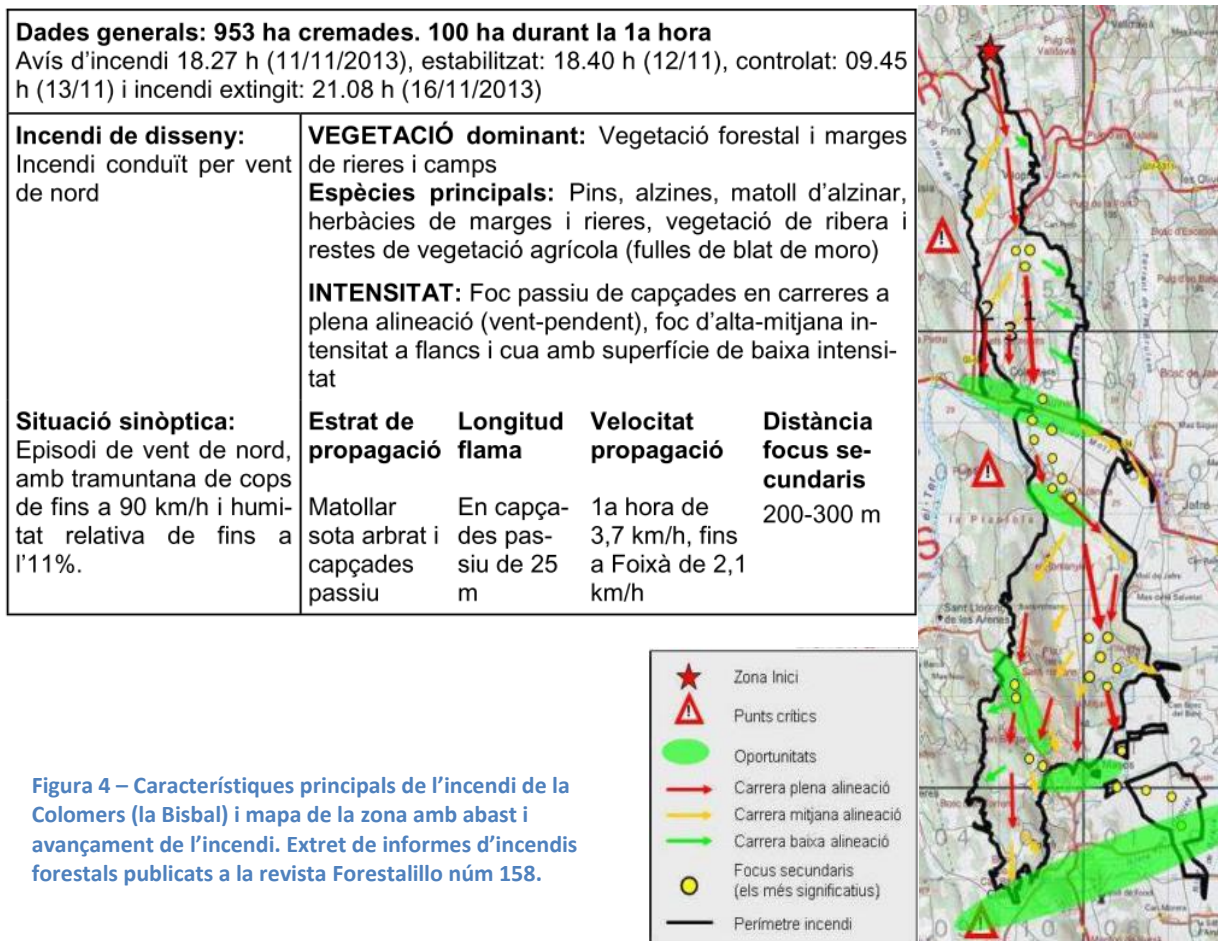 Dades generals: 953 ha cremades. 100 ha durant la 1a hora
Avís d'incendi 18.27 h (11/11/2013), estabilitzat: 18.40 h (12/11), controlat: 09.45
h (13/11) i incendi extingit: 21.08 h (16/11/2013)
Incendi de disseny:
Incendi conduït per vent
de nord
VEGETACIÓ dominant: Vegetació forestal i marges
de rieres i camps
Espècies principals: Pins, alzines, matoll d'alzinar,
herbàcies de marges i rieres, vegetació de ribera i
restes de vegetació agrícola (fulles de blat de moro)
INTENSITAT: Foc passiu de capçades en carreres a
plena alineació (vent-pendent), foc d'alta-mitjana in-
tensitat a flancs i cua amb superfície de baixa intensi-
tat
Situació sinòptica:
Episodi de vent de nord,
amb tramuntana de cops
de fins a 90 km/h i humi-
tat relativa de fins a
l'11%.
Estrat de
propagació
Matollar
sota arbrat i
capçades
passiu
Longitud
flama
En capça-
des pas-
siu de 25
m
Velocitat
propagació
1a hora de
3,7 km/h, fins
a Foixà de 2,1
km/h
Distància
focus se-
cundaris
200-300 m
Puig de
Pins
2
1
3
Sant Llorenç
de les Arenes
Jafre
Zona Inici
Punts crítics
Oportunitats
Carrera plena alineació
Carrera mitjana alineació
Carrera baixa alineació
Focus secundaris
(els més significatius)
Perímetre incendi
Figura 4 – Característiques principals de l'incendi de la
Colomers (la Bisbal) i mapa de la zona amb abast i
avançament de l'incendi. Extret de informes d'incendis
forestals publicats a la revista Forestalillo núm 158.